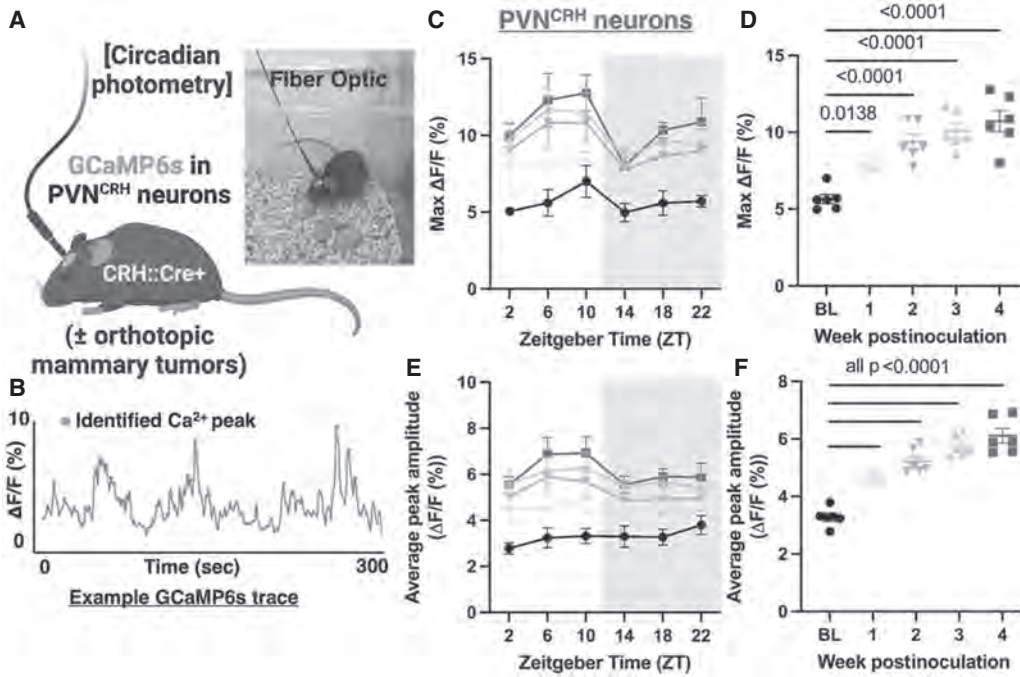 A
[Circadian
photometry]
Fiber Optic
GCaMP6s in
PVNCRH neurons
CRH::Cre+
(± orthotopic
mammary tumors)
B
10
ΔF/F (%)
0
Identified Ca2+ peak
0
Time (sec)
300
Example GCaMP6s trace
C
PVNCRH neurons
Max ΔF/F (%)
15
10
5
0
2 6 10 14 18 22
Zeitgeber Time (ZT)
D
<0.0001
<0.0001
<0.0001
0.0138
Max ΔF/F (%)
15
10
5
0
BL 1 2 3 4
Week postinoculation
E
Average peak amplitude
(ΔF/F (%))
10
8
6
4
2
0
2 6 10 14 18 22
Zeitgeber Time (ZT)
F
all p <0.0001
Average peak amplitude
(ΔF/F (%))
8
6
4
2
0
BL 1 2 3 4
Week postinoculation